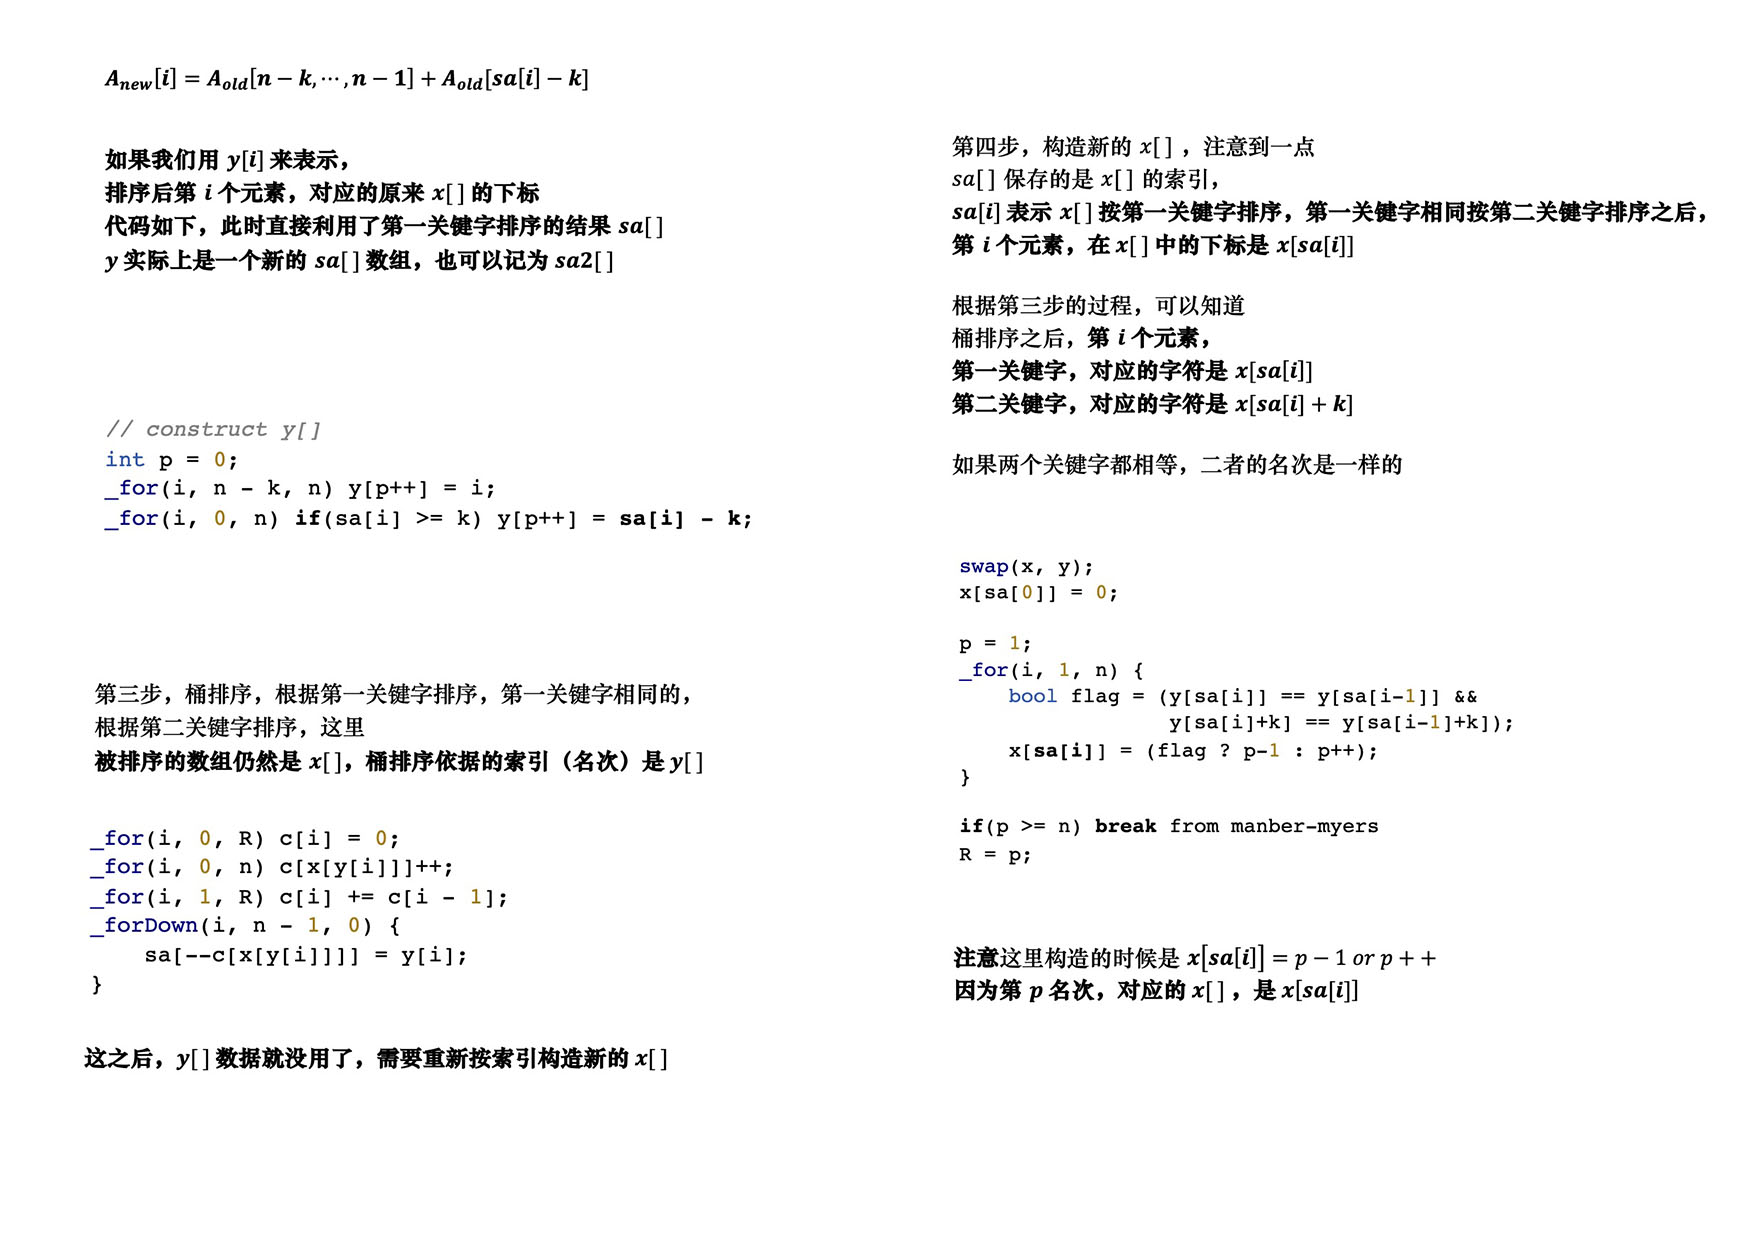 A_new[i] = A_old[n − k, ⋯ , n − 1] + A_old[sa[i] − k]
如果我们用 y[i] 来表示，
排序后第 i 个元素，对应的原来 x[ ] 的下标
代码如下，此时直接利用了第一关键字排序的结果 sa[ ]
y 实际上是一个新的 sa[ ] 数组，也可以记为 sa2[ ]
// construct y[]
int p = 0;
_for(i, n - k, n) y[p++] = i;
_for(i, 0, n) if(sa[i] >= k) y[p++] = sa[i] - k;
第三步，桶排序，根据第一关键字排序，第一关键字相同的，
根据第二关键字排序，这里
被排序的数组仍然是 x[ ]，桶排序依据的索引（名次）是 y[ ]
_for(i, 0, R) c[i] = 0;
_for(i, 0, n) c[x[y[i]]]++;
_for(i, 1, R) c[i] += c[i - 1];
_forDown(i, n - 1, 0) {
    sa[--c[x[y[i]]]] = y[i];
}
这之后，y[ ] 数据就没用了，需要重新按索引构造新的 x[ ]
第四步，构造新的 x[ ] ，注意到一点
sa[ ] 保存的是 x[ ] 的索引，
sa[i] 表示 x[ ] 按第一关键字排序，第一关键字相同按第二关键字排序之后，
第 i 个元素，在 x[ ] 中的下标是 x[sa[i]]
根据第三步的过程，可以知道
桶排序之后，第 i 个元素，
第一关键字，对应的字符是 x[sa[i]]
第二关键字，对应的字符是 x[sa[i] + k]
如果两个关键字都相等，二者的名次是一样的
swap(x, y);
x[sa[0]] = 0;
p = 1;
_for(i, 1, n) {
    bool flag = (y[sa[i]] == y[sa[i-1]] &&
                 y[sa[i]+k] == y[sa[i-1]+k]);
    x[sa[i]] = (flag ? p-1 : p++);
}
if(p >= n) break from manber-myers
R = p;
注意这里构造的时候是 x[sa[i]] = p − 1 or p + +
因为第 p 名次，对应的 x[ ] ，是 x[sa[i]]